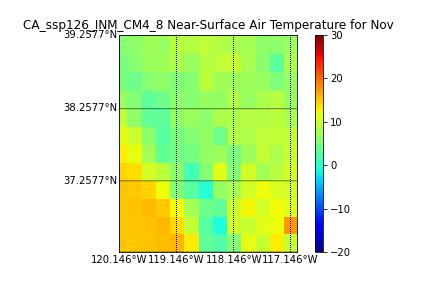 CA_ssp126_INM_CM4_8 Near-Surface Air Temperature for Nov
39.2577°N
38.2577°N
37.2577°N
120.146°W 119.146°W 118.146°W 117.146°W
30
20
10
0
−10
−20